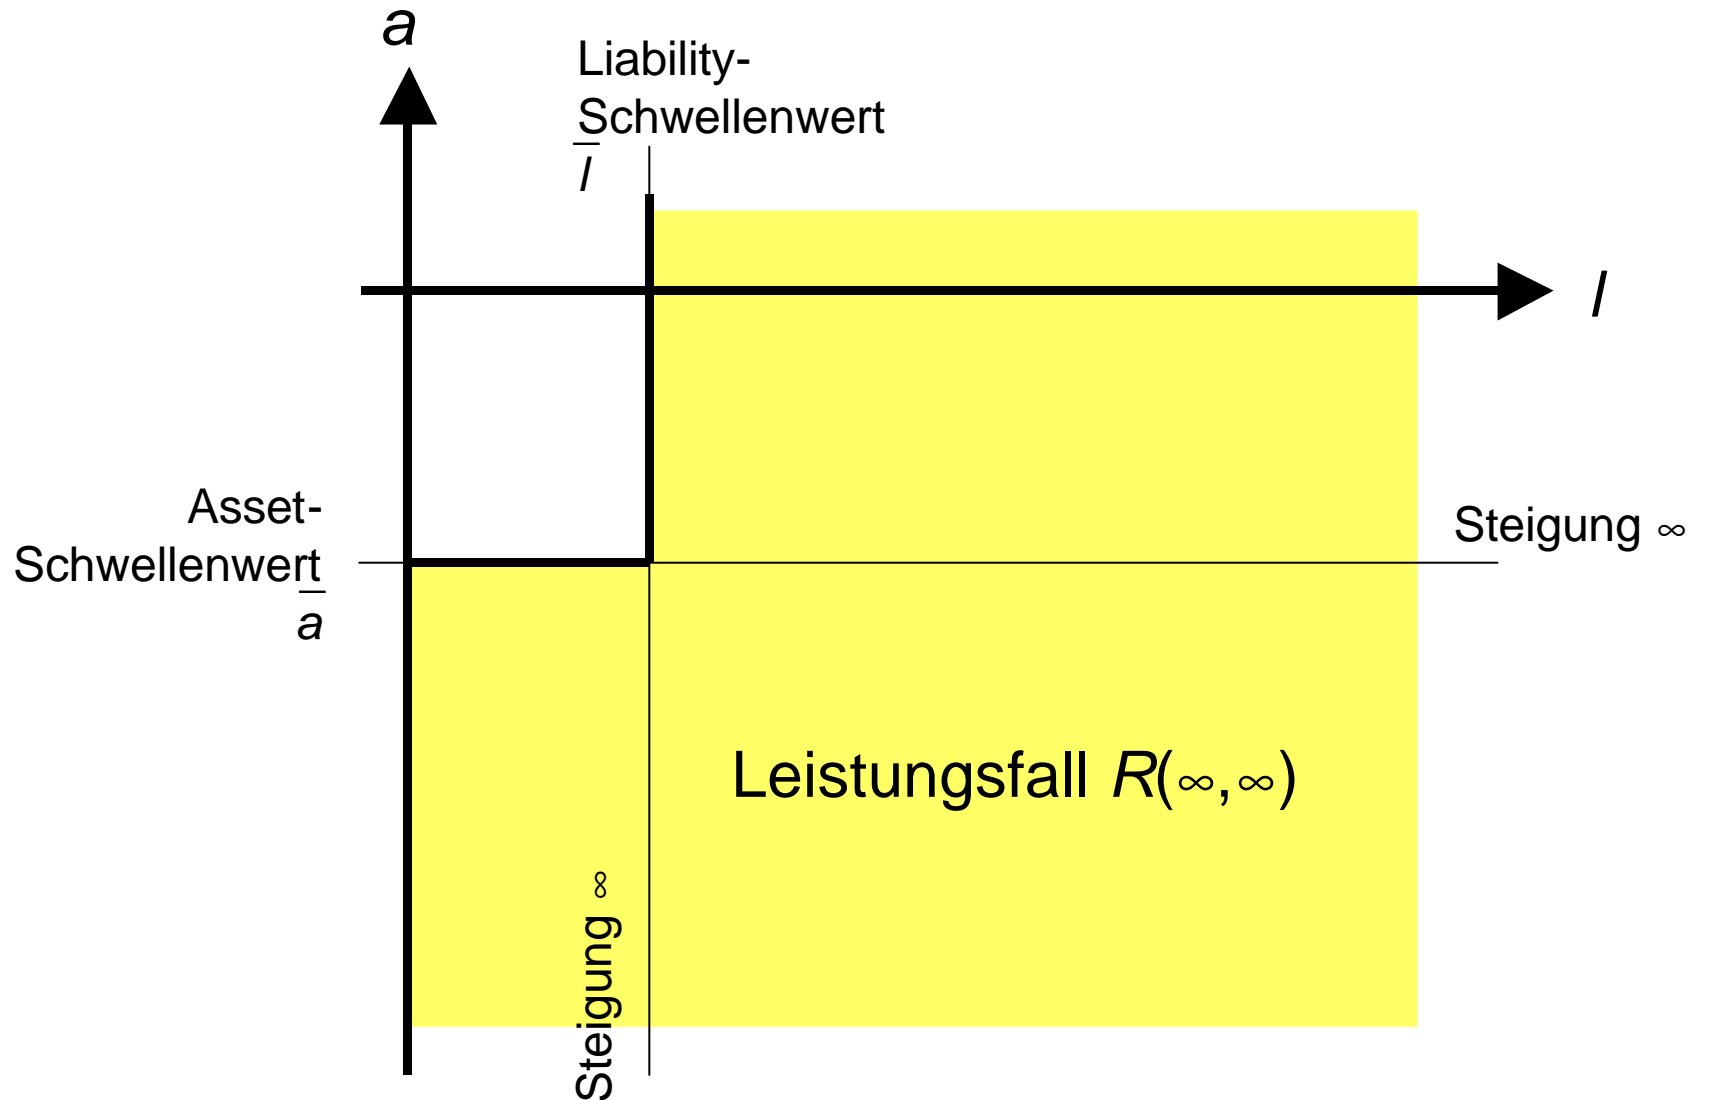 a
Liability-
Schwellenwert
l̅
l
Asset-
Schwellenwert
a̅
Steigung ∞
Leistungsfall R(∞,∞)
Steigung ∞